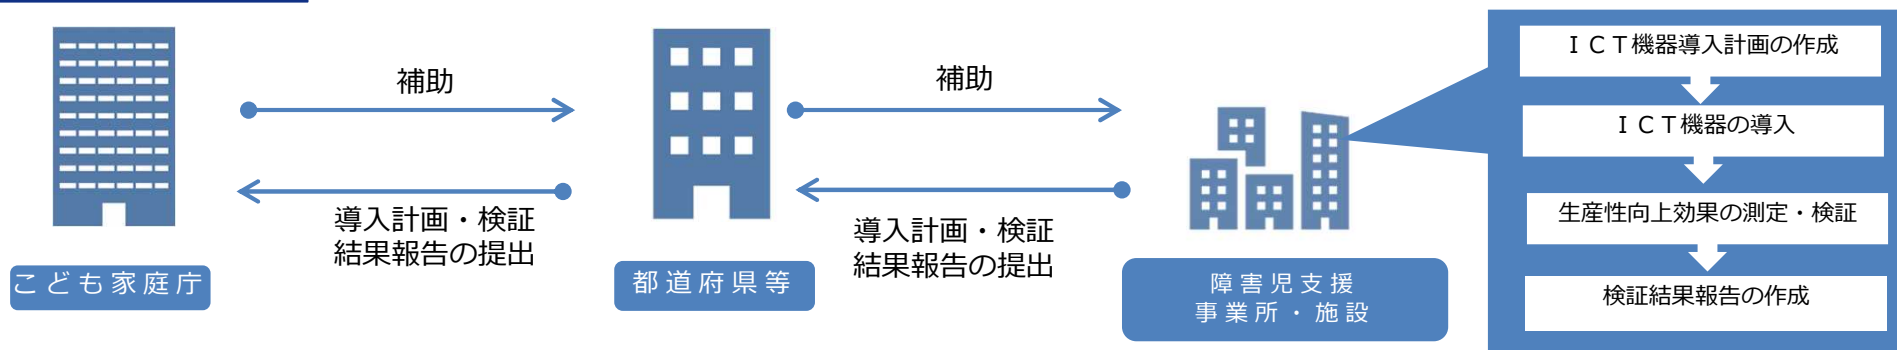 補助
導入計画・検証
結果報告の提出
こども家庭庁
都道府県等
補助
導入計画・検証
結果報告の提出
障害児支援
事業所・施設
ＩＣＴ機器導入計画の作成
ＩＣＴ機器の導入
生産性向上効果の測定・検証
検証結果報告の作成